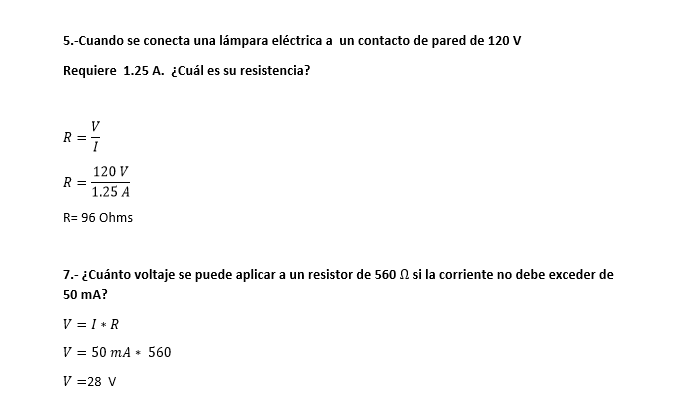 5.-Cuando se conecta una lámpara eléctrica a  un contacto de pared de 120 V
Requiere  1.25 A.  ¿Cuál es su resistencia?
R = V/I
R = 120 V/1.25 A
R= 96 Ohms
7.- ¿Cuánto voltaje se puede aplicar a un resistor de 560 Ω si la corriente no debe exceder de
50 mA?
V = I ∗ R
V = 50 mA ∗ 560
V =28  V